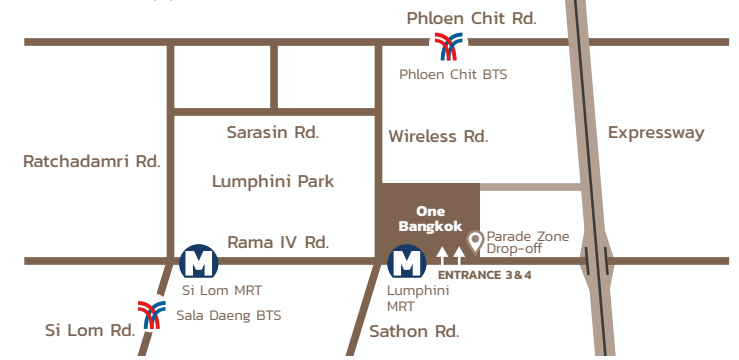 Phloen Chit Rd.
Phloen Chit BTS
Sarasin Rd.
Wireless Rd.
Expressway
Ratchadamri Rd.
Lumphini Park
One
Bangkok
Rama IV Rd.
Parade Zone
Drop-off
M
M
ENTRANCE 3&4
Si Lom MRT
Lumphini
MRT
Sala Daeng BTS
Si Lom Rd.
Sathon Rd.